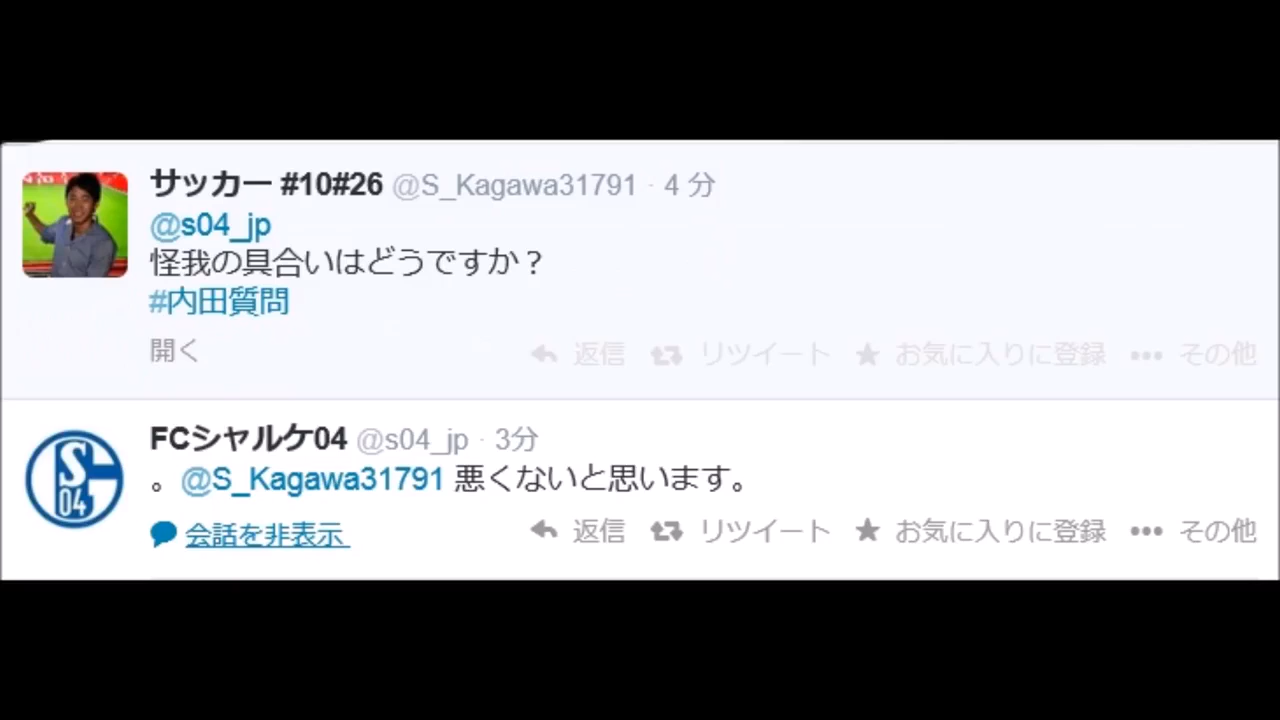 サッカー #10#26 @S_Kagawa31791 · 4 分
@s04_jp
怪我の具合いはどうですか？
#内田質問
開く 返信 リツイート お気に入りに登録 その他
FCシャルケ04 @s04_jp · 3分
。@S_Kagawa31791 悪くないと思います。
会話を非表示 返信 リツイート お気に入りに登録 その他
S
04